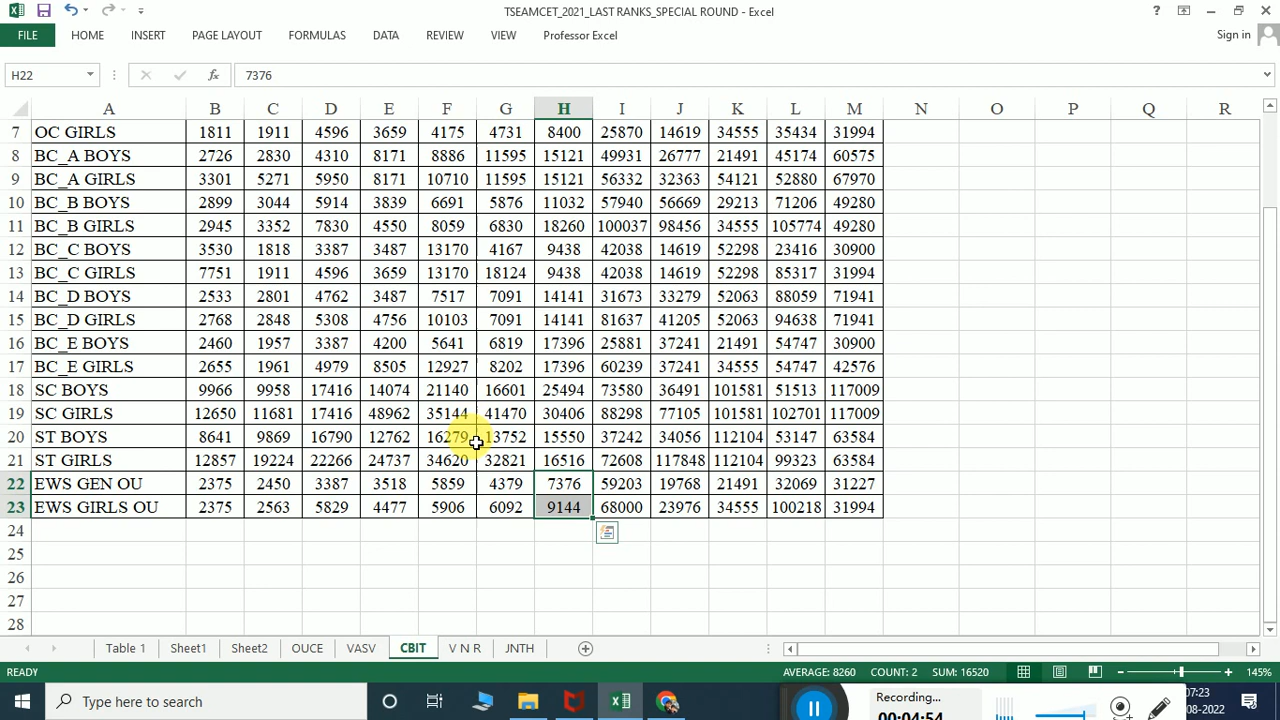 TSEAMCET_2021_LAST RANKS_SPECIAL ROUND - Excel
FILE HOME INSERT PAGE LAYOUT FORMULAS DATA REVIEW VIEW Professor Excel Sign in
H22 fx 7376
A B C D E F G H I J K L M N O P Q R
7 OC GIRLS 1811 1911 4596 3659 4175 4731 8400 25870 14619 34555 35434 31994
8 BC_A BOYS 2726 2830 4310 8171 8886 11595 15121 49931 26777 21491 45174 60575
9 BC_A GIRLS 3301 5271 5950 8171 10710 11595 15121 56332 32363 54121 52880 67970
10 BC_B BOYS 2899 3044 5914 3839 6691 5876 11032 57940 56669 29213 71206 49280
11 BC_B GIRLS 2945 3352 7830 4550 8059 6830 18260 100037 98456 34555 105774 49280
12 BC_C BOYS 3530 1818 3387 3487 13170 4167 9438 42038 14619 52298 23416 30900
13 BC_C GIRLS 7751 1911 4596 3659 13170 18124 9438 42038 14619 52298 85317 31994
14 BC_D BOYS 2533 2801 4762 3487 7517 7091 14141 31673 33279 52063 88059 71941
15 BC_D GIRLS 2768 2848 5308 4756 10103 7091 14141 81637 41205 52063 94638 71941
16 BC_E BOYS 2460 1957 3387 4200 5641 6819 17396 25881 37241 21491 54747 30900
17 BC_E GIRLS 2655 1961 4979 8505 12927 8202 17396 60239 37241 34555 54747 42576
18 SC BOYS 9966 9958 17416 14074 21140 16601 25494 73580 36491 101581 51513 117009
19 SC GIRLS 12650 11681 17416 48962 35144 41470 30406 88298 77105 101581 102701 117009
20 ST BOYS 8641 9869 16790 12762 16279 13752 15550 37242 34056 112104 53147 63584
21 ST GIRLS 12857 19224 22266 24737 34620 32821 16516 72608 117848 112104 99323 63584
22 EWS GEN OU 2375 2450 3387 3518 5859 4379 7376 59203 19768 21491 32069 31227
23 EWS GIRLS OU 2375 2563 5829 4477 5906 6092 9144 68000 23976 34555 100218 31994
24
25
26
27
28
Table 1 Sheet1 Sheet2 OUCE VASV CBIT V N R JNTH
READY AVERAGE: 8260 COUNT: 2 SUM: 16520 145%
Type here to search Recording... 07:23
00:04:54 -08-2022